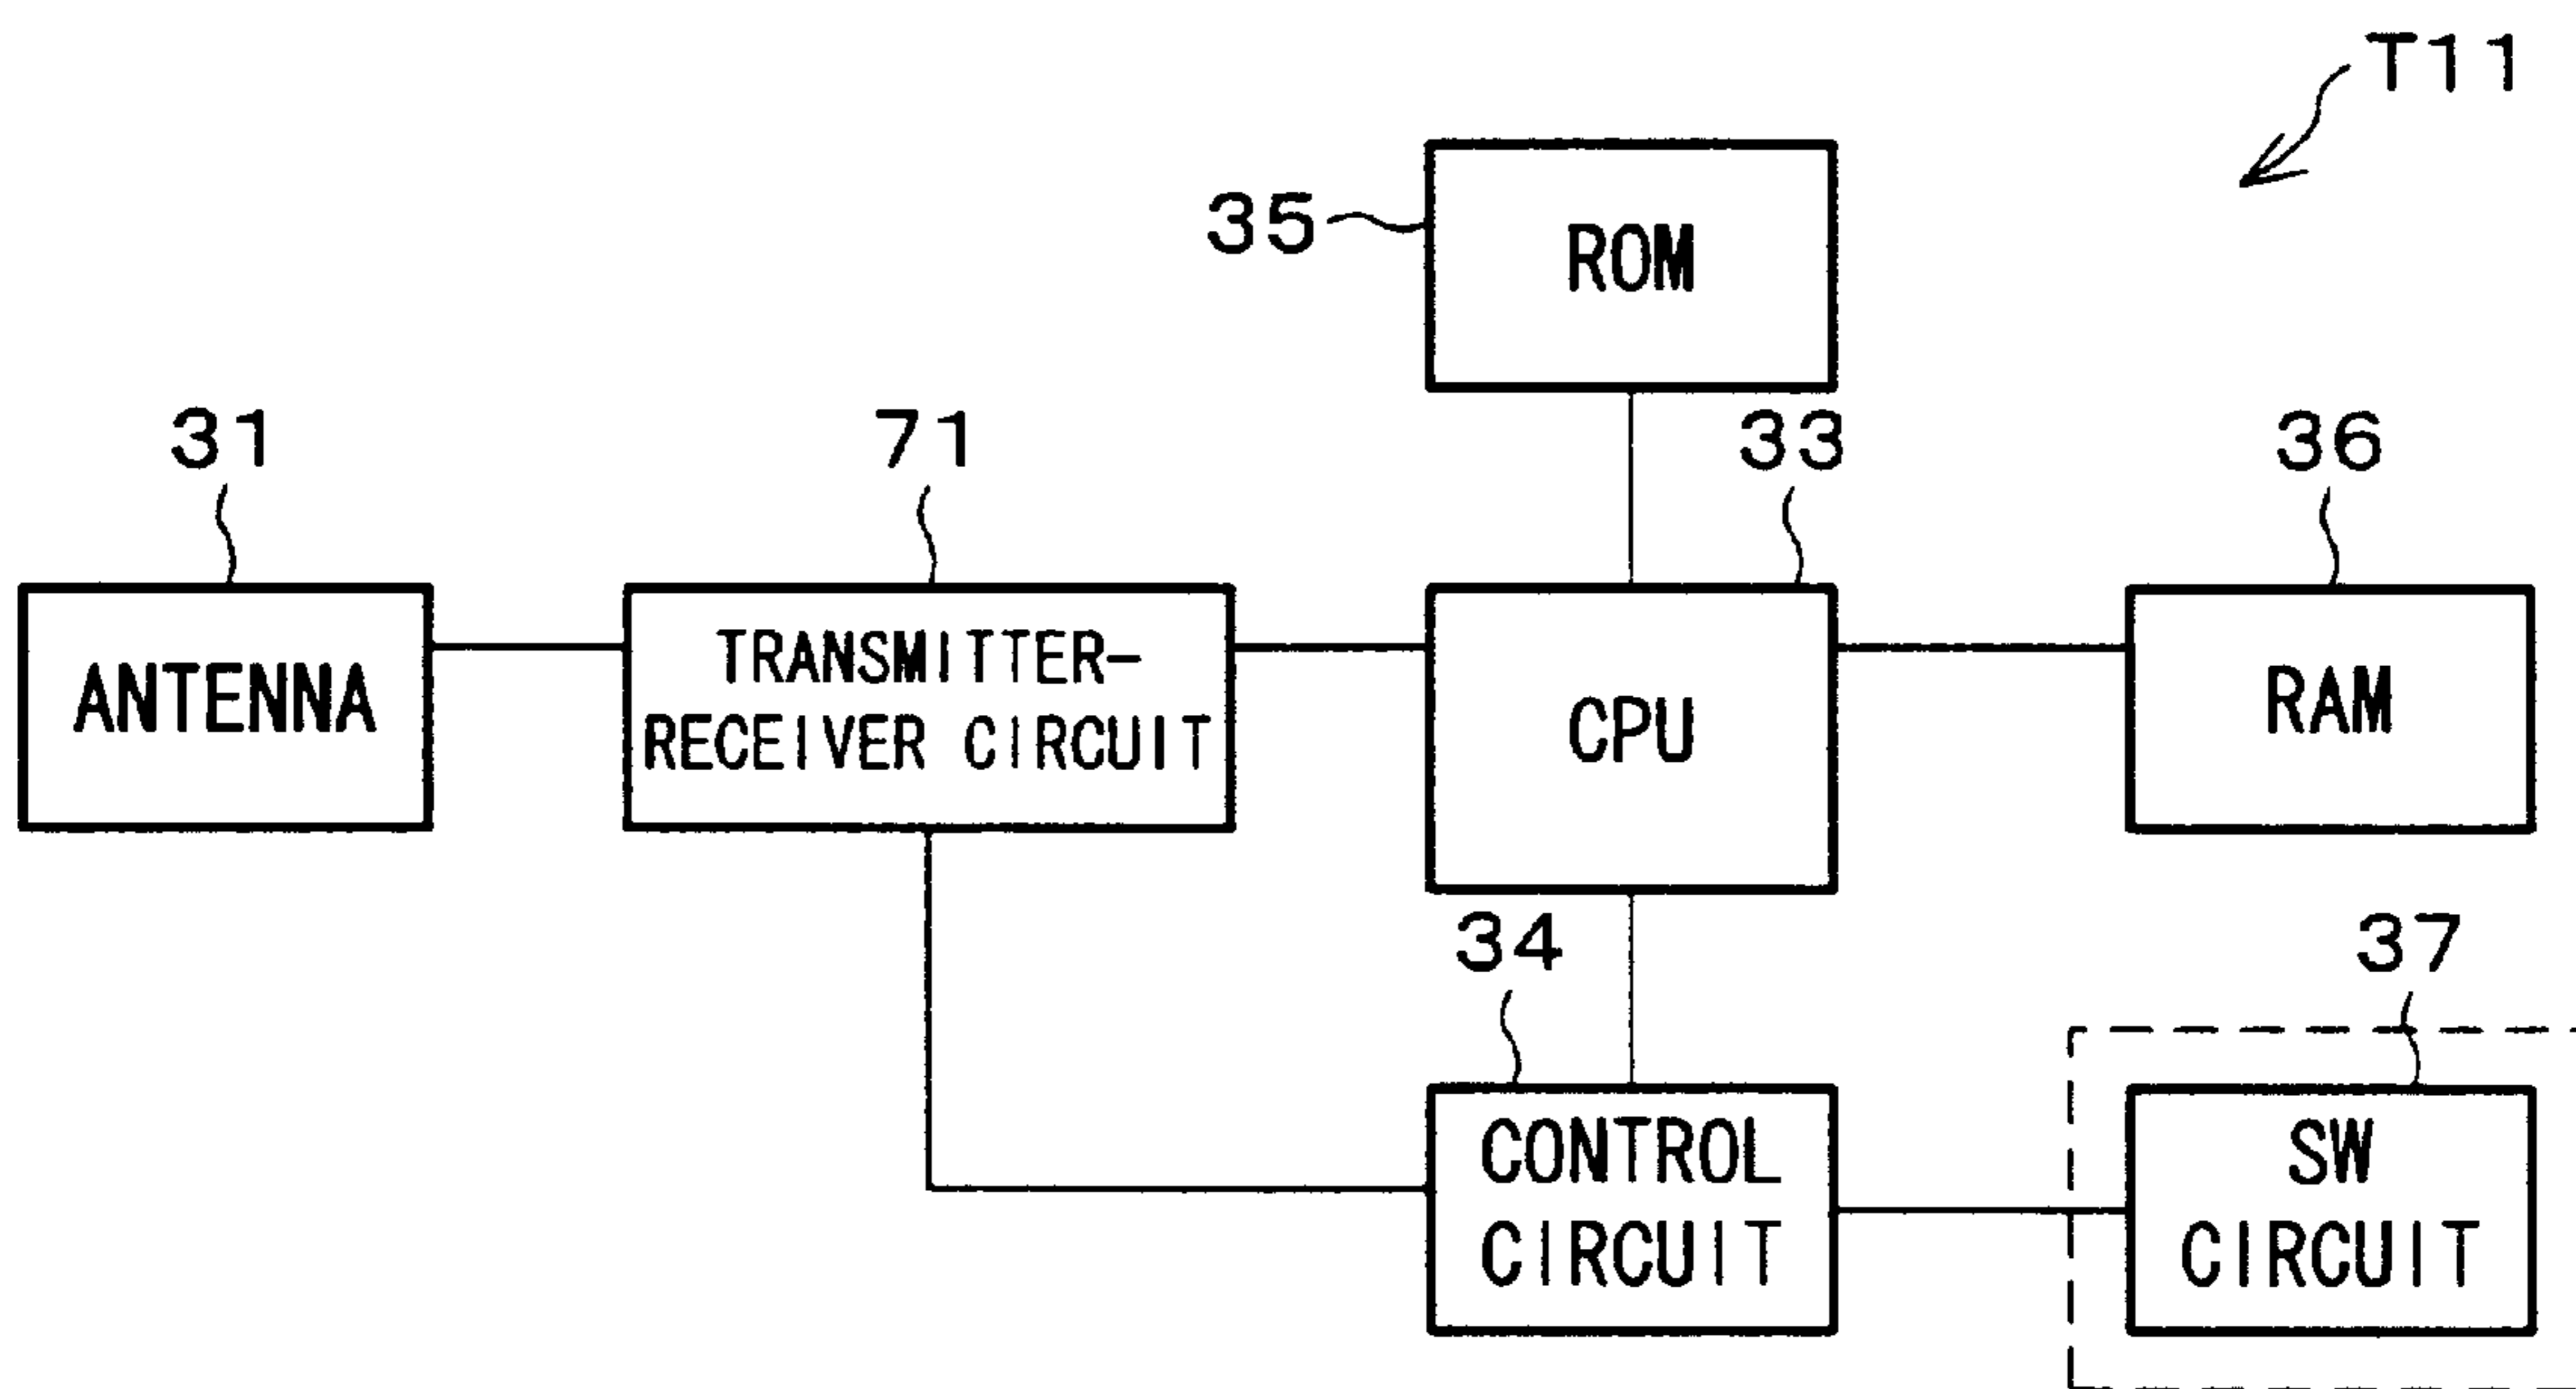 T11
35
ROM
31
71
33
36
ANTENNA
TRANSMITTER-
RECEIVER CIRCUIT
CPU
RAM
34
37
CONTROL
CIRCUIT
SW
CIRCUIT